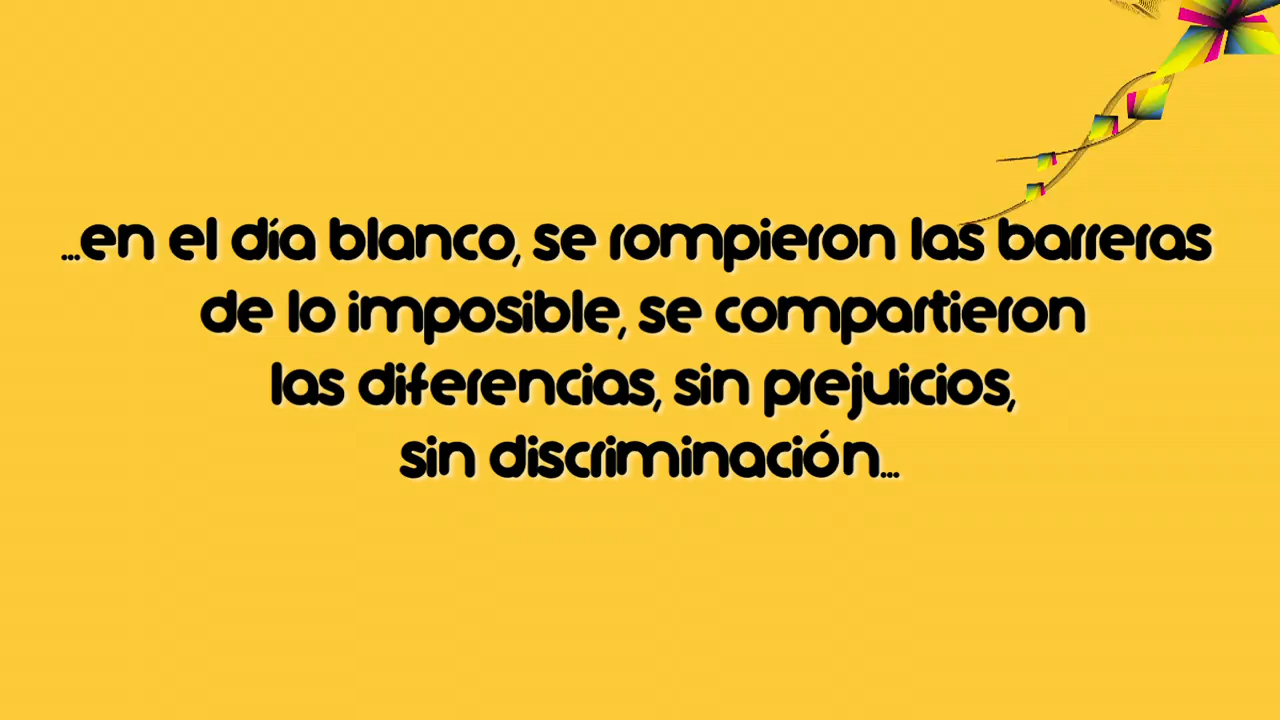 ...en el día blanco, se rompieron las barreras
de lo imposible, se compartieron
las diferencias, sin prejuicios,
sin discriminación...